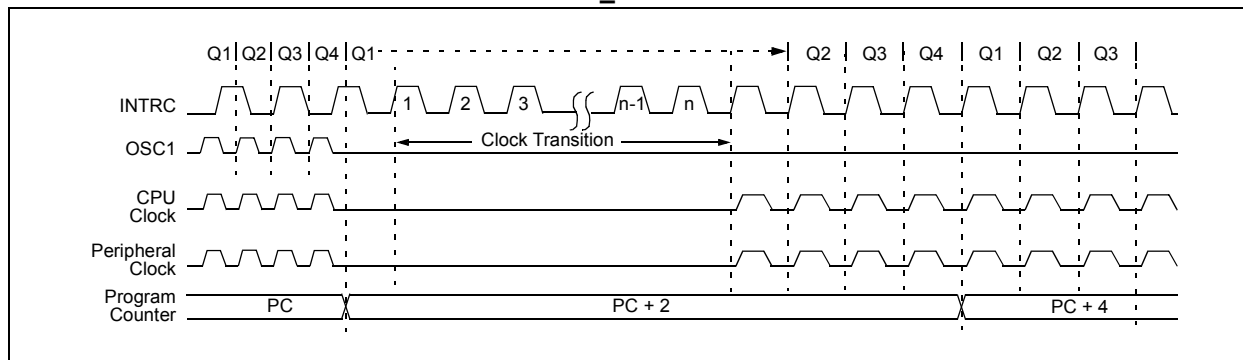 Q1 Q2 Q3 Q4 Q1 Q2 Q3 Q4 Q1 Q2 Q3
INTRC 1 2 3 n-1 n
Clock Transition
OSC1
CPU
Clock
Peripheral
Clock
Program
Counter
PC PC + 2 PC + 4